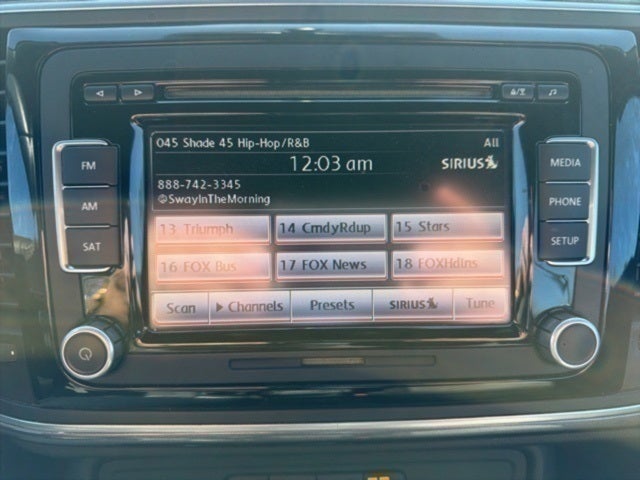 045 Shade 45 Hip-Hop/R&B All
12:03 am SIRIUS
888-742-3345
@SwayInTheMorning
13 Triumph 14 CmdyRdup 15 Stars
16 FOX Bus 17 FOX News 18 FOXHdlns
Scan Channels Presets SIRIUS Tune
FM
AM
SAT
MEDIA
PHONE
SETUP